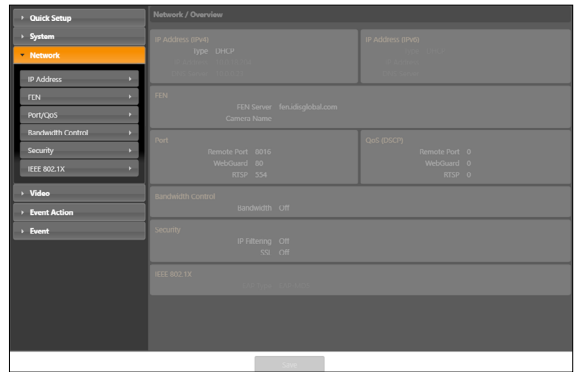 Quick Setup
System
Network
IP Address
FEN
Port/QoS
Bandwidth Control
Security
IEEE 802.1X
Video
Event Action
Event
Network / Overview
IP Address (IPv4)
Type DHCP
IP Address (IPv6)
FEN
FEN Server fen.idisglobal.com
Camera Name
Port
Remote Port 8016
WebGuard 80
RTSP 554
QoS (DSCP)
Remote Port 0
WebGuard 0
RTSP 0
Bandwidth Control
Bandwidth Off
Security
IP Filtering Off
SSL Off
IEEE 802.1X
Save